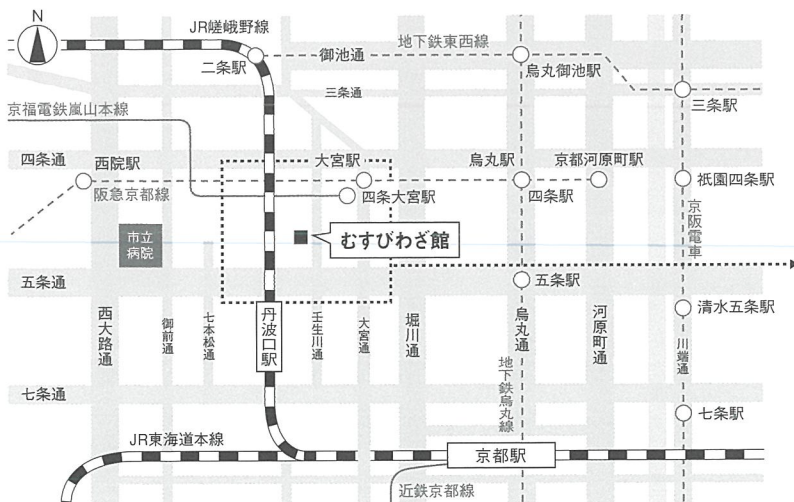 N
JR嵯峨野線
二条駅
御池通
地下鉄東西線
烏丸御池駅
三条通
三条駅
京福電鉄嵐山本線
四条通
西院駅
大宮駅
烏丸駅
京都河原町駅
阪急京都線
四条大宮駅
四条駅
祇園四条駅
市立
病院
むすびわざ館
京阪電車
五条通
五条駅
西大路通
御前通
七本松通
丹波口駅
壬生川通
大宮通
堀川通
烏丸通
河原町通
清水五条駅
川端通
地下鉄烏丸線
七条通
七条駅
JR東海道本線
京都駅
近鉄京都線